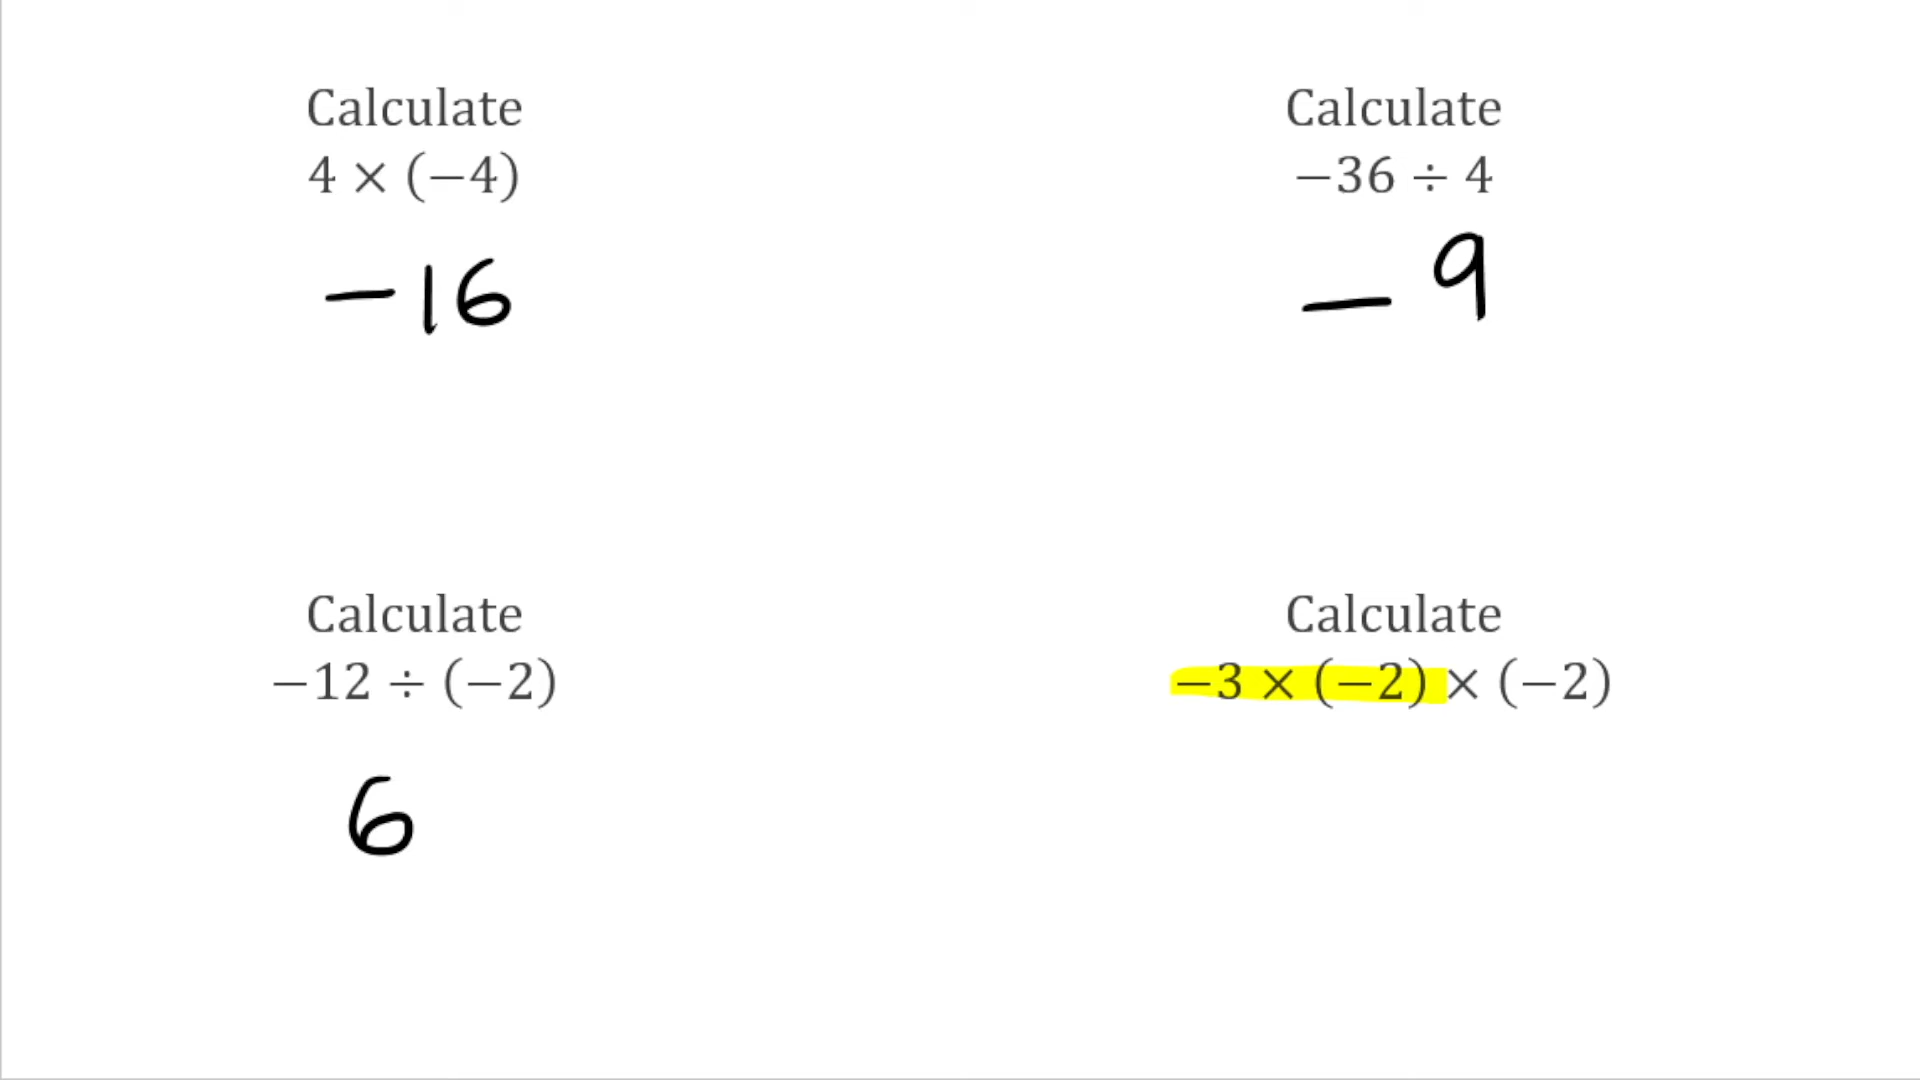 Calculate
4 × (−4)
−16
Calculate
−36 ÷ 4
−9
Calculate
−12 ÷ (−2)
6
Calculate
−3 × (−2) × (−2)